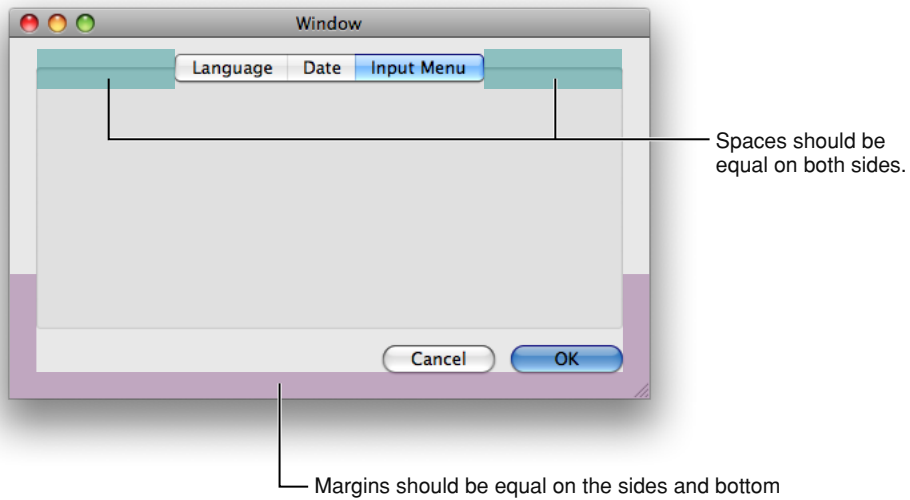 Window
Language Date Input Menu
Spaces should be
equal on both sides.
Cancel OK
Margins should be equal on the sides and bottom